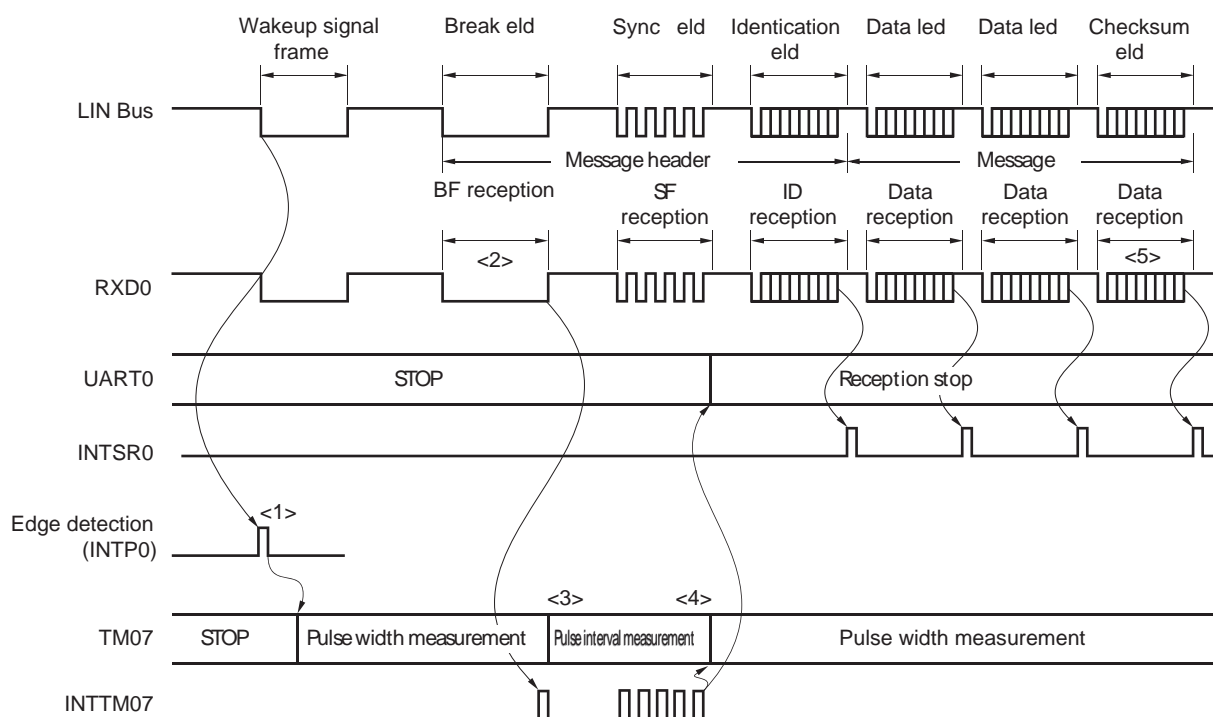 Wakeup signal frame
Break eld
Sync eld
Identication eld
Data led
Data led
Checksum eld
LIN Bus
Message header
Message
BF reception
SF reception
ID reception
Data reception
Data reception
Data reception
<2>
<5>
RXD0
UART0
STOP
Reception stop
INTSR0
<1>
Edge detection
(INTP0)
<3>
<4>
TM07
STOP
Pulse width measurement
Pulse interval measurement
Pulse width measurement
INTTM07